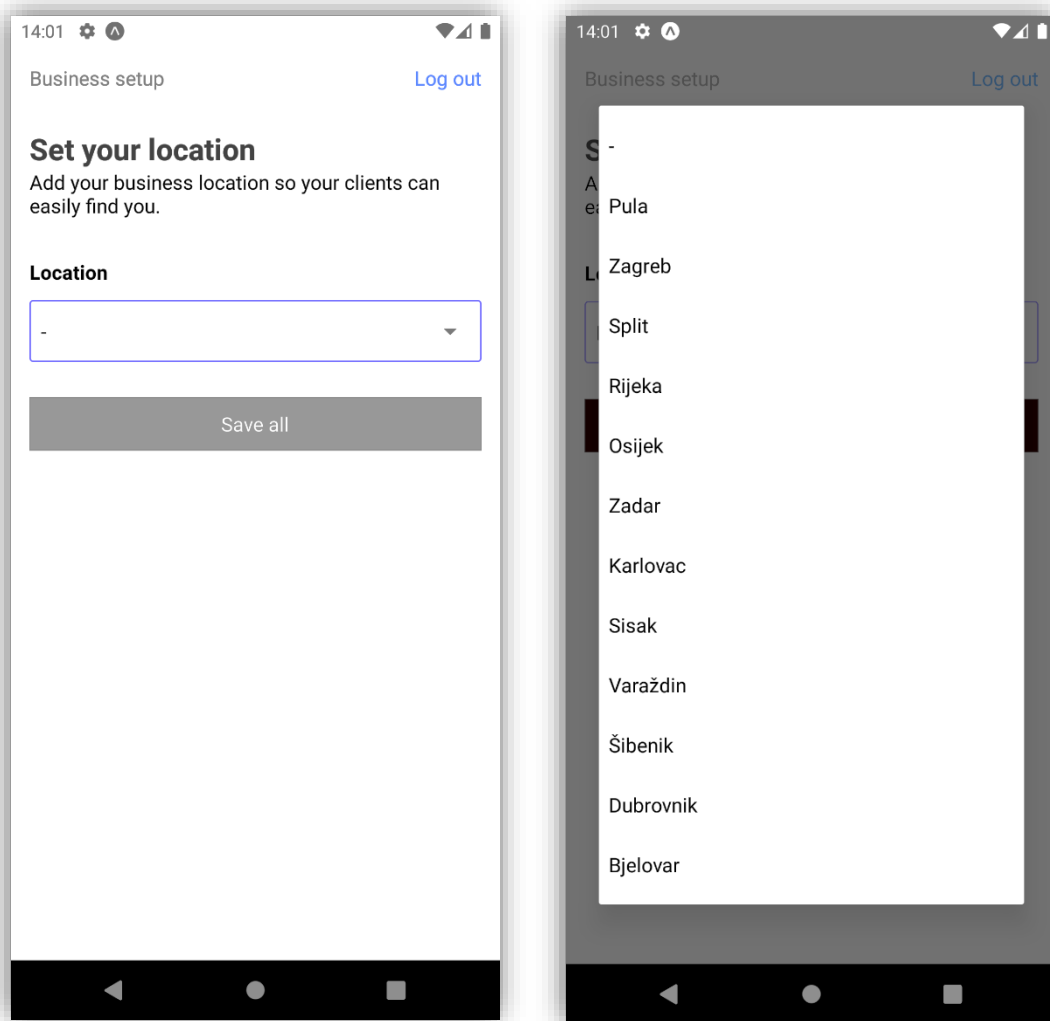 14:01
Business setup
Log out
Set your location
Add your business location so your clients can
easily find you.
Location
-
Save all
14:01
Business setup
Log out
S
A
ea
L
-
Pula
Zagreb
Split
Rijeka
Osijek
Zadar
Karlovac
Sisak
Varaždin
Šibenik
Dubrovnik
Bjelovar